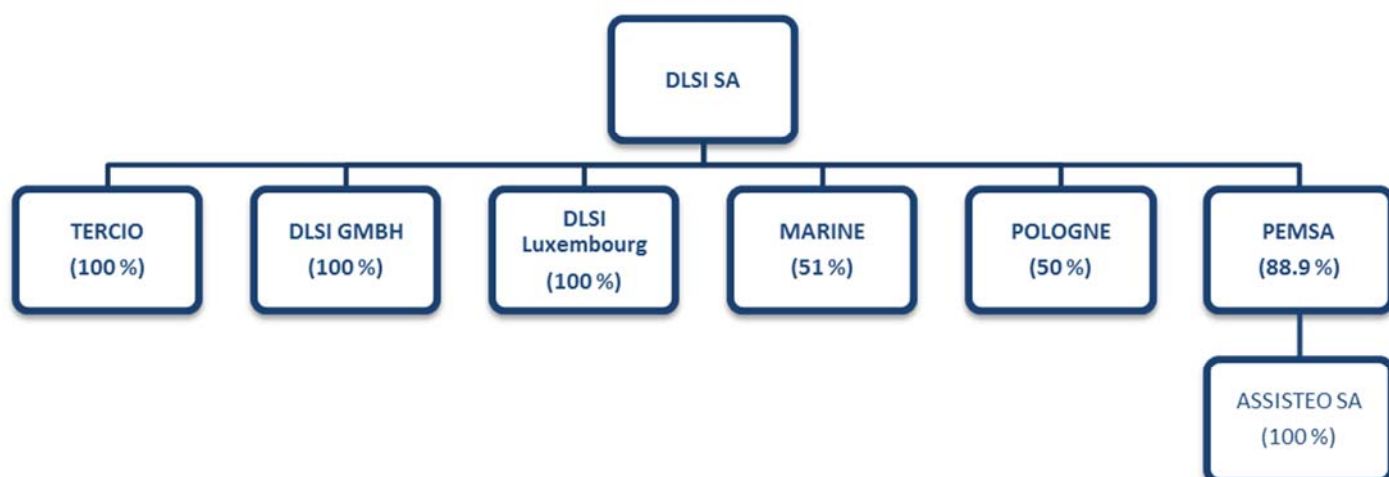 DLSI SA
TERCIO
(100 %)
DLSI GMBH
(100 %)
DLSI
Luxembourg
(100 %)
MARINE
(51 %)
POLOGNE
(50 %)
PEMSA
(88.9 %)
ASSISTEO SA
(100 %)